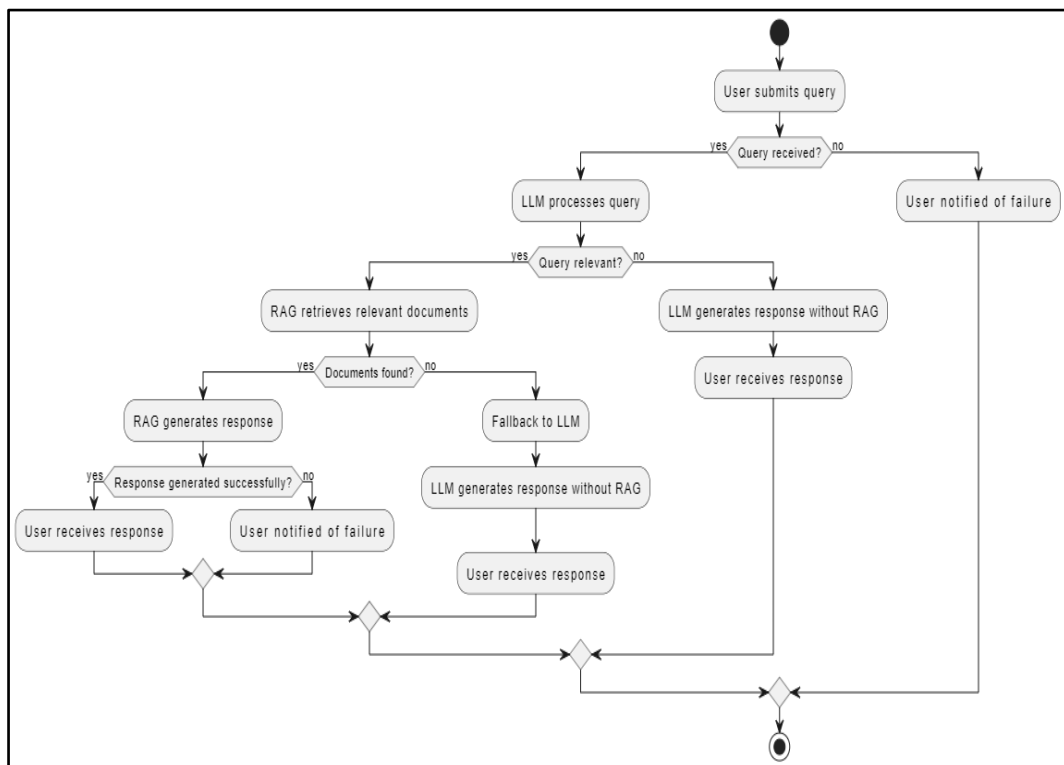 User submits query
yes
Query received?
no
LLM processes query
User notified of failure
yes
Query relevant?
no
RAG retrieves relevant documents
LLM generates response without RAG
yes
Documents found?
no
User receives response
RAG generates response
Fallback to LLM
yes
Response generated successfully?
no
LLM generates response without RAG
User receives response
User notified of failure
User receives response